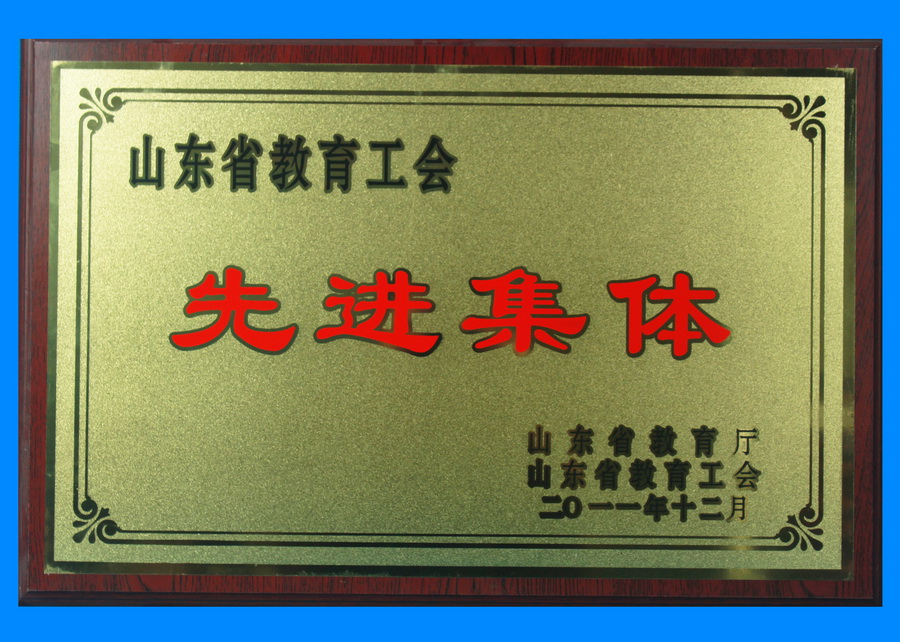 山东省教育工会
先进集体
山东省教育厅
山东省教育工会
二〇一一年十二月